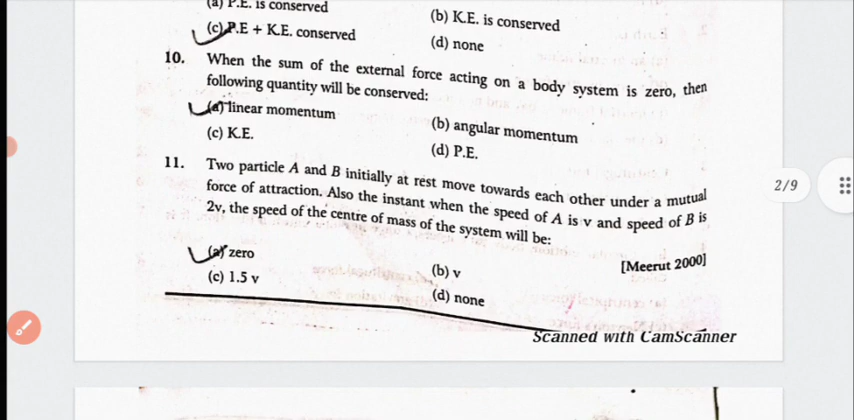 (a) P.E. is conserved
(b) K.E. is conserved
(c) P.E + K.E. conserved
(d) none
10. When the sum of the external force acting on a body system is zero, then
following quantity will be conserved:
(a) linear momentum
(b) angular momentum
(c) K.E.
(d) P.E.
11. Two particle A and B initially at rest move towards each other under a mutual
force of attraction. Also the instant when the speed of A is v and speed of B is
2v, the speed of the centre of mass of the system will be:
[Meerut 2000]
(a) zero
(b) v
(c) 1.5 v
(d) none
Scanned with CamScanner
2/9